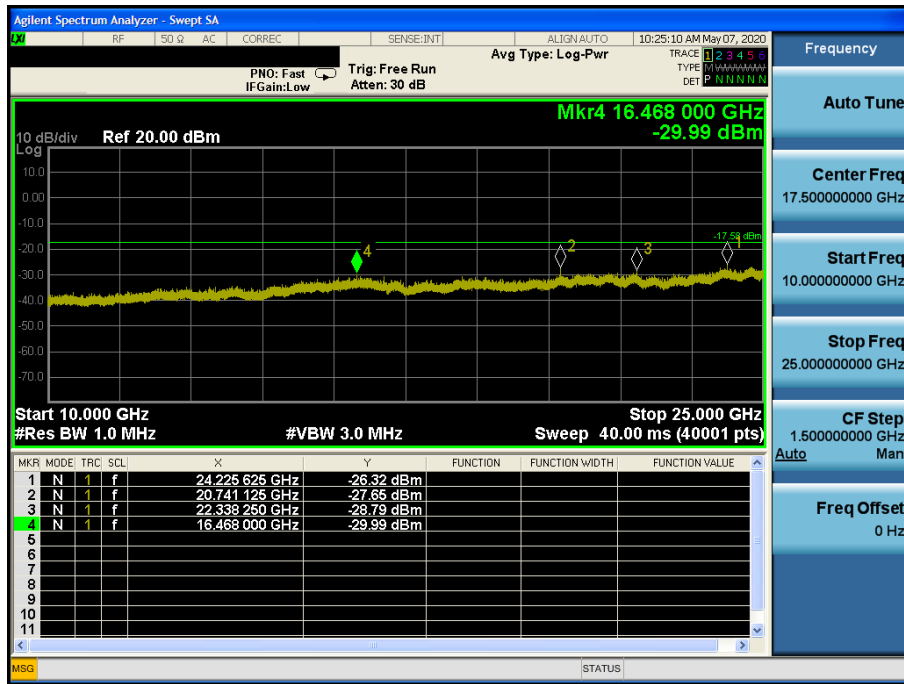 Agilent Spectrum Analyzer - Swept SA
LXI RF 50 Ω AC CORREC SENSE:INT ALIGN AUTO 10:25:10 AM May 07, 2020
Avg Type: Log-Pwr TRACE 1 2 3 4 5 6
PNO: Fast Trig: Free Run TYPE M WWWWW
IFGain:Low Atten: 30 dB DET P N N N N N
Mkr4 16.468 000 GHz
-29.99 dBm
10 dB/div Ref 20.00 dBm
Log
10.0
0.00
-10.0
-17.58 dBm
-20.0
4 2 3 1
-30.0
-40.0
-50.0
-60.0
-70.0
Start 10.000 GHz Stop 25.000 GHz
#Res BW 1.0 MHz #VBW 3.0 MHz Sweep 40.00 ms (40001 pts)
MKR MODE TRC SCL X Y FUNCTION FUNCTION WIDTH FUNCTION VALUE
1 N 1 f 24.225 625 GHz -26.32 dBm
2 N 1 f 20.741 125 GHz -27.65 dBm
3 N 1 f 22.338 250 GHz -28.79 dBm
4 N 1 f 16.468 000 GHz -29.99 dBm
5
6
7
8
9
10
11
MSG STATUS
Frequency
Auto Tune
Center Freq
17.500000000 GHz
Start Freq
10.000000000 GHz
Stop Freq
25.000000000 GHz
CF Step
1.500000000 GHz
Auto Man
Freq Offset
0 Hz